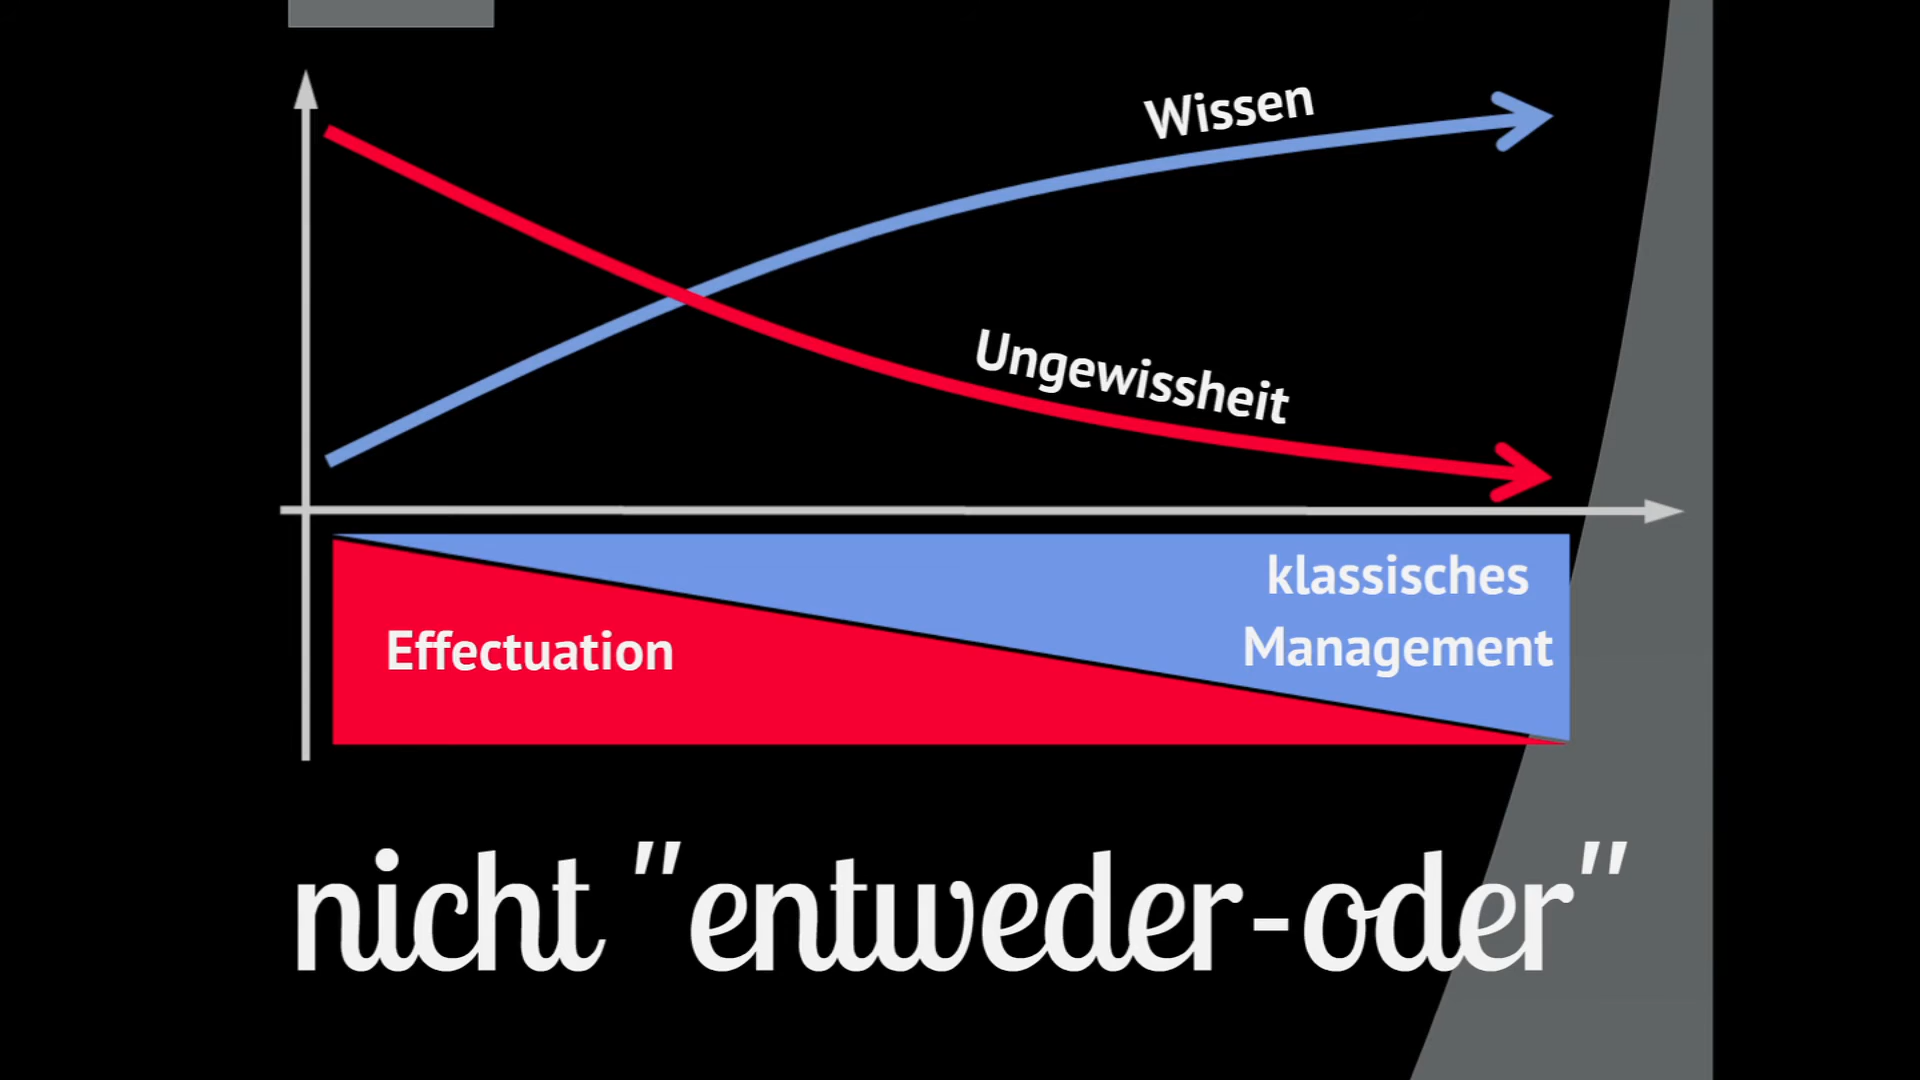 Wissen
Ungewissheit
klassisches
Management
Effectuation
nicht "entweder-oder"